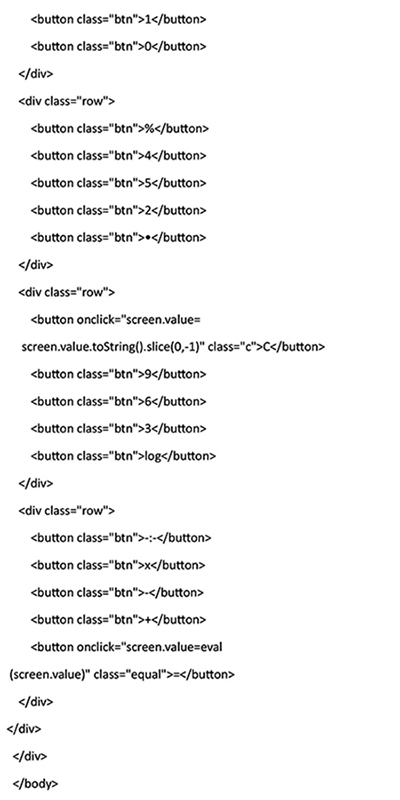 <button class="btn">1</button>
<button class="btn">0</button>
</div>
<div class="row">
<button class="btn">%</button>
<button class="btn">4</button>
<button class="btn">5</button>
<button class="btn">2</button>
<button class="btn">•</button>
</div>
<div class="row">
<button onclick="screen.value=
screen.value.toString().slice(0,-1)" class="c">C</button>
<button class="btn">9</button>
<button class="btn">6</button>
<button class="btn">3</button>
<button class="btn">log</button>
</div>
<div class="row">
<button class="btn">-:-</button>
<button class="btn">x</button>
<button class="btn">-</button>
<button class="btn">+</button>
<button onclick="screen.value=eval
(screen.value)" class="equal">=</button>
</div>
</div>
</div>
</body>